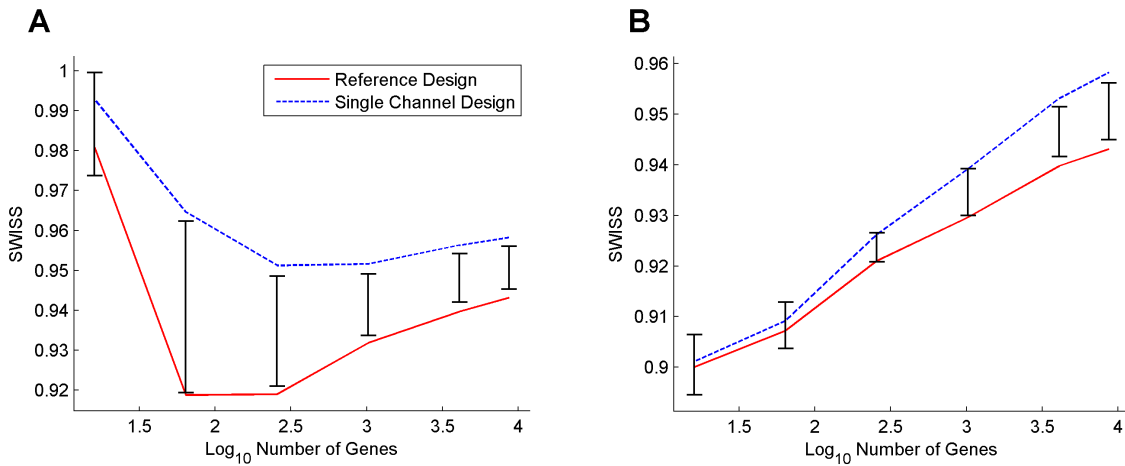 A
B
Reference Design
Single Channel Design
1
0.99
0.98
0.97
0.96
0.95
0.94
0.93
0.92
SWISS
1.5 2 2.5 3 3.5 4
Log10 Number of Genes
0.96
0.95
0.94
0.93
0.92
0.91
0.9
SWISS
1.5 2 2.5 3 3.5 4
Log10 Number of Genes